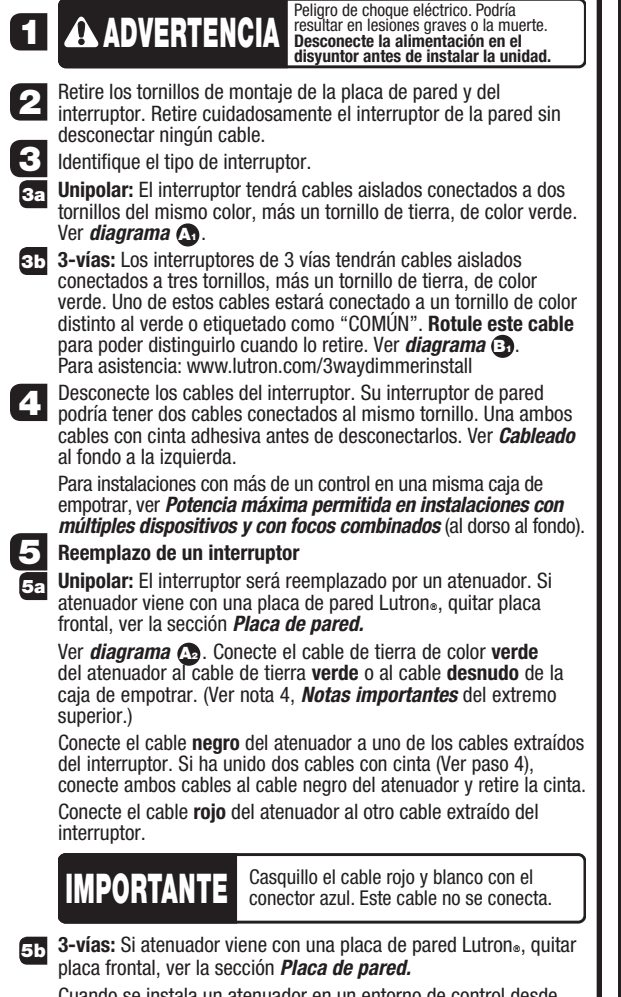 1
ADVERTENCIA
Peligro de choque eléctrico. Podría
resultar en lesiones graves o la muerte.
Desconecte la alimentación en el
disyuntor antes de instalar la unidad.
2
Retire los tornillos de montaje de la placa de pared y del
interruptor. Retire cuidadosamente el interruptor de la pared sin
desconectar ningún cable.
3
Identifique el tipo de interruptor.
3a
Unipolar: El interruptor tendrá cables aislados conectados a dos
tornillos del mismo color, más un tornillo de tierra, de color verde.
Ver diagrama A1.
3b
3-vías: Los interruptores de 3 vías tendrán cables aislados
conectados a tres tornillos, más un tornillo de tierra, de color
verde. Uno de estos cables estará conectado a un tornillo de color
distinto al verde o etiquetado como “COMÚN”. Rotule este cable
para poder distinguirlo cuando lo retire. Ver diagrama B1.
Para asistencia: www.lutron.com/3waydimmerinstall
4
Desconecte los cables del interruptor. Su interruptor de pared
podría tener dos cables conectados al mismo tornillo. Una ambos
cables con cinta adhesiva antes de desconectarlos. Ver Cableado
al fondo a la izquierda.
Para instalaciones con más de un control en una misma caja de
empotrar, ver Potencia máxima permitida en instalaciones con
múltiples dispositivos y con focos combinados (al dorso al fondo).
5
Reemplazo de un interruptor
5a
Unipolar: El interruptor será reemplazado por un atenuador. Si
atenuador viene con una placa de pared Lutron®, quitar placa
frontal, ver la sección Placa de pared.
Ver diagrama A2. Conecte el cable de tierra de color verde
del atenuador al cable de tierra verde o al cable desnudo de la
caja de empotrar. (Ver nota 4, Notas importantes del extremo
superior.)
Conecte el cable negro del atenuador a uno de los cables extraídos
del interruptor. Si ha unido dos cables con cinta (Ver paso 4),
conecte ambos cables al cable negro del atenuador y retire la cinta.
Conecte el cable rojo del atenuador al otro cable extraído del
interruptor.
IMPORTANTE
Casquillo el cable rojo y blanco con el
conector azul. Este cable no se conecta.
5b
3-vías: Si atenuador viene con una placa de pared Lutron®, quitar
placa frontal, ver la sección Placa de pared.
Cuando se instala un atenuador en un entorno de control desde